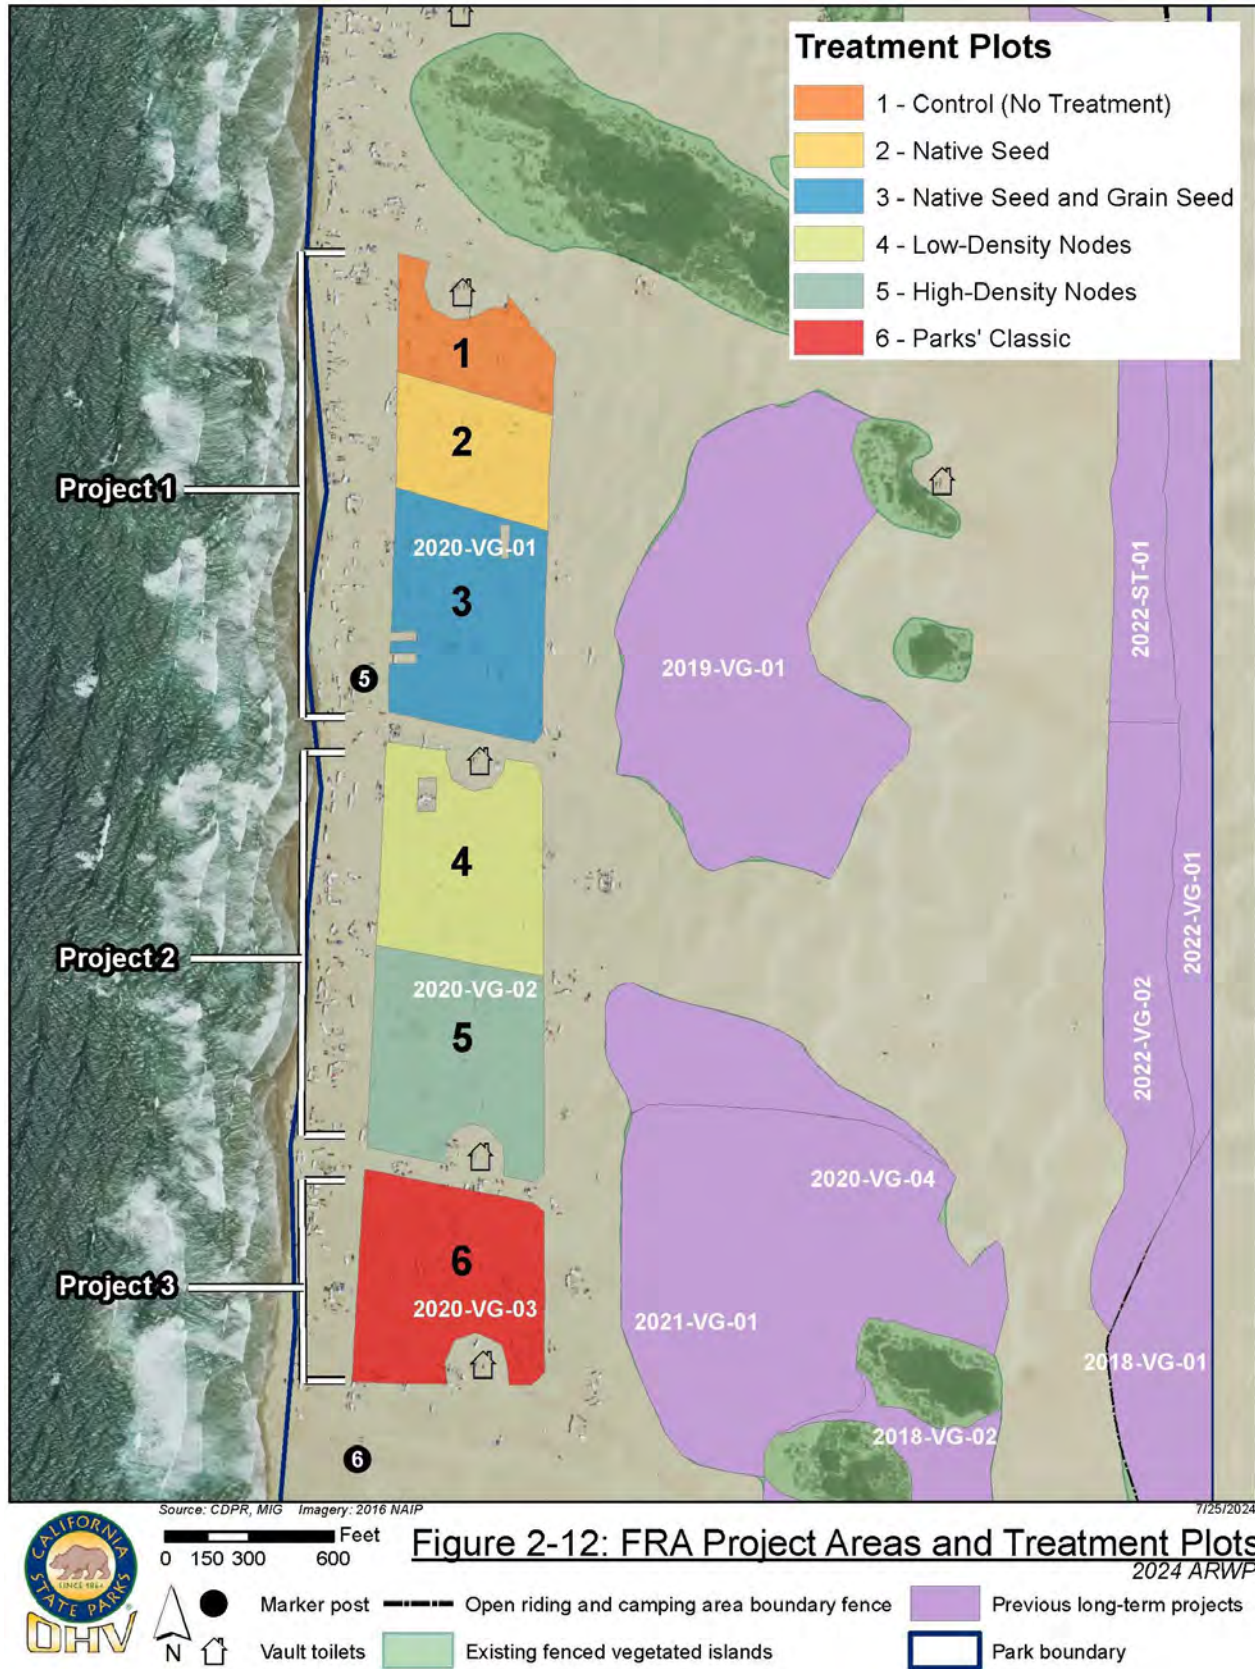 Treatment Plots
1 - Control (No Treatment)
2 - Native Seed
3 - Native Seed and Grain Seed
4 - Low-Density Nodes
5 - High-Density Nodes
6 - Parks' Classic
1
2
Project 1
2020-VG-01
3
5
2019-VG-01
2022-ST-01
4
2022-VG-01
Project 2
2020-VG-02
5
2022-VG-02
2020-VG-04
6
Project 3
2020-VG-03
2021-VG-01
2018-VG-01
2018-VG-02
6
Source: CDPR, MIG Imagery: 2016 NAIP
7/25/2024
CALIFORNIA
SINCE 1864
STATE PARKS
OHV
Feet
0 150 300 600
Figure 2-12: FRA Project Areas and Treatment Plots
2024 ARWP
N
Marker post
Open riding and camping area boundary fence
Previous long-term projects
Vault toilets
Existing fenced vegetated islands
Park boundary